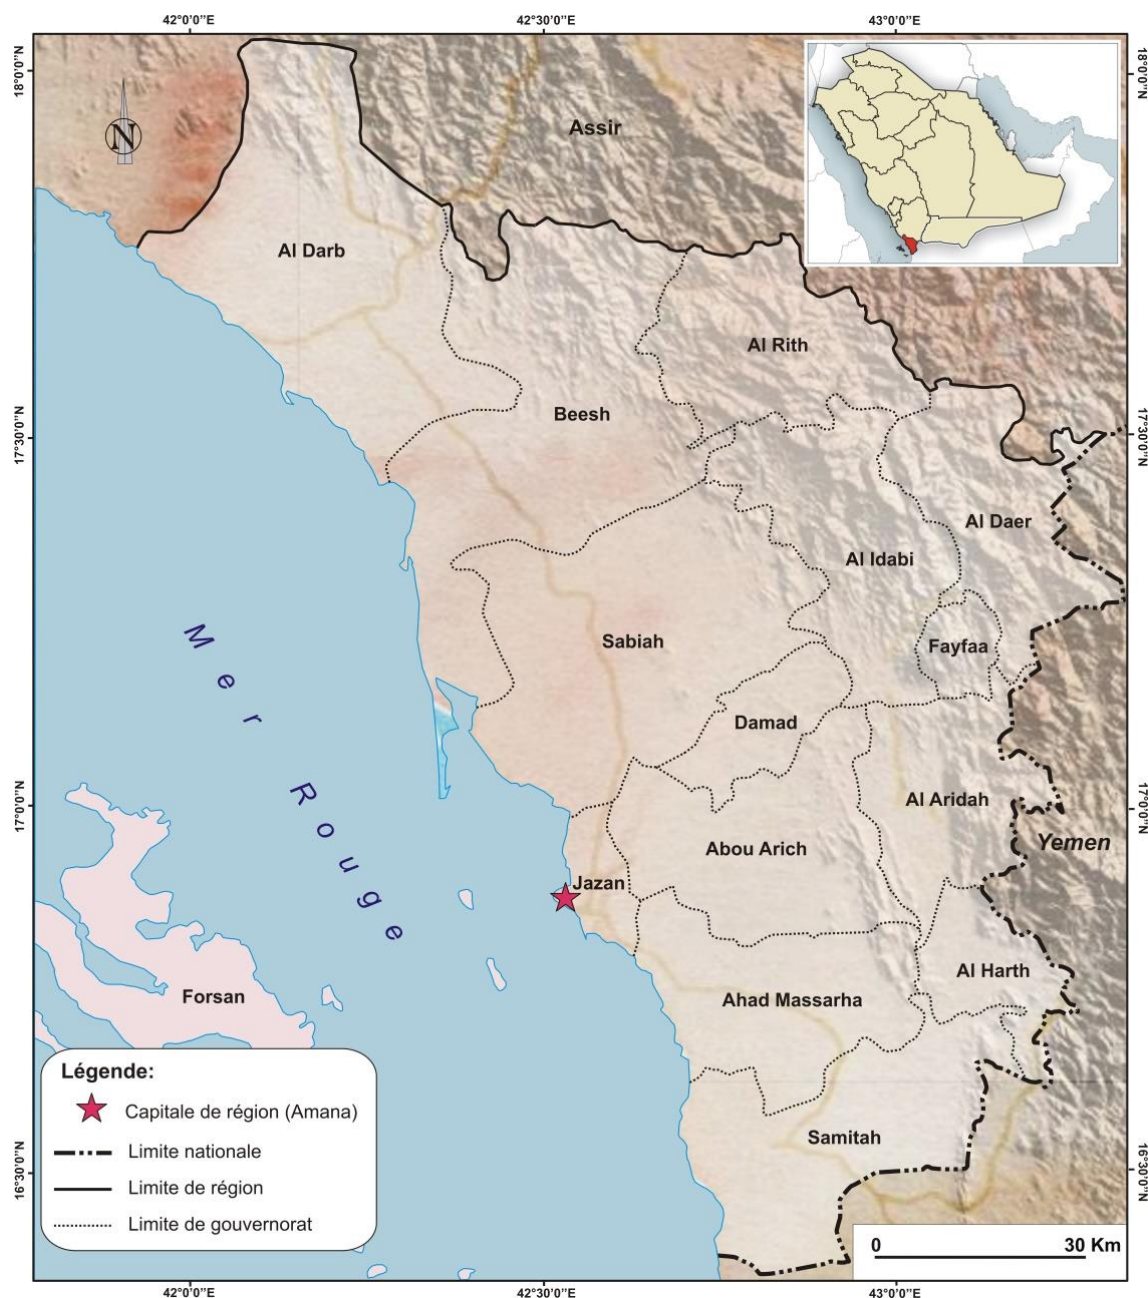 42°0'0"E
42°30'0"E
43°0'0"E
18°0'0"N
18°0'0"N
N
Assir
Al Darb
Al Rith
Beesh
17°30'0"N
17°30'0"N
Al Daer
Al Idabi
Sabiah
Fayfaa
Mer Rouge
Damad
17°0'0"N
17°0'0"N
Al Aridah
Abou Arich
Yemen
Jazan
Al Harth
Forsan
Ahad Massarha
Légende:
Capitale de région (Amana)
Limite nationale
Limite de région
Limite de gouvernorat
Samitah
16°30'0"N
16°30'0"N
0 30 Km
42°0'0"E
42°30'0"E
43°0'0"E